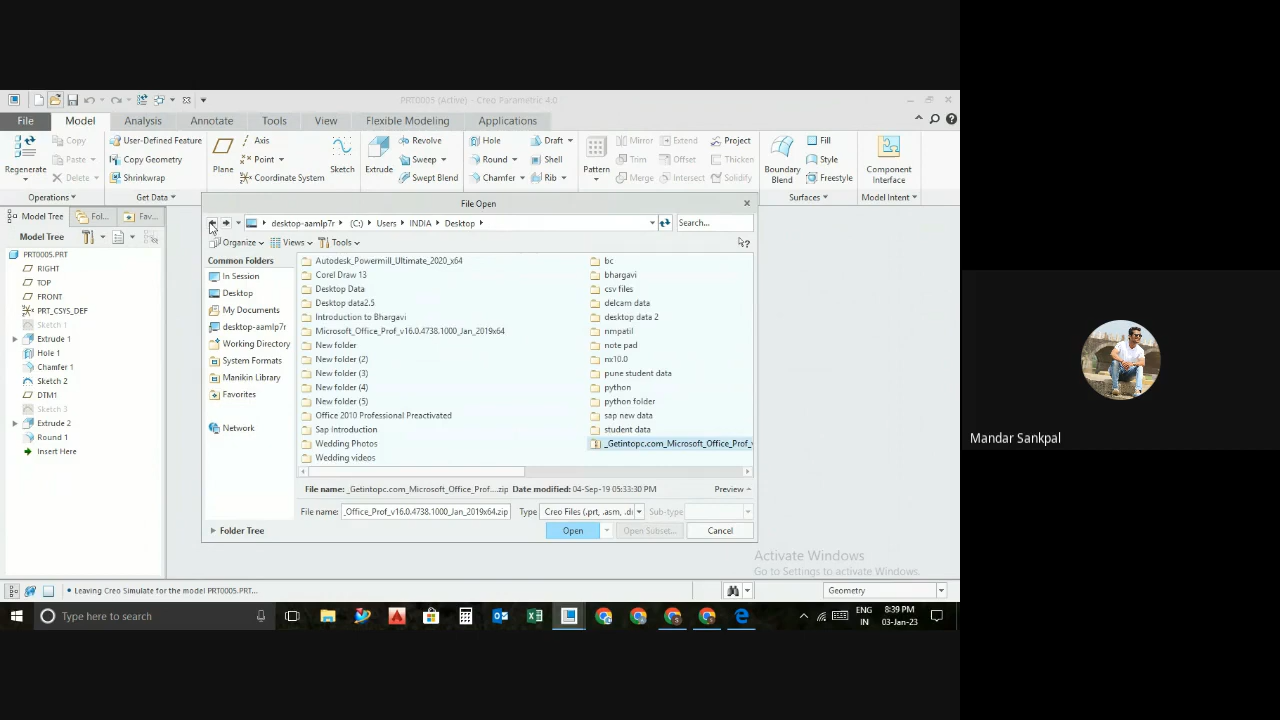 PRT0005 (Active) - Creo Parametric 4.0
File Model Analysis Annotate Tools View Flexible Modeling Applications
Regenerate
Copy
Paste
Delete
User-Defined Feature
Copy Geometry
Shrinkwrap
Plane
Axis
Point
Coordinate System
Sketch
Extrude
Revolve
Sweep
Swept Blend
Hole
Round
Chamfer
Draft
Shell
Rib
Pattern
Mirror
Trim
Merge
Extend
Offset
Intersect
Project
Thicken
Solidify
Boundary
Blend
Fill
Style
Freestyle
Component
Interface
Operations Get Data Surfaces Model Intent
Model Tree Fol... Fav...
Model Tree
PRT0005.PRT
RIGHT
TOP
FRONT
PRT_CSYS_DEF
Sketch 1
Extrude 1
Hole 1
Chamfer 1
Sketch 2
DTM1
Sketch 3
Extrude 2
Round 1
Insert Here
File Open
desktop-aamlp7r (C:) Users INDIA Desktop
Search...
Organize Views Tools
Common Folders
In Session
Desktop
My Documents
desktop-aamlp7r
Working Directory
System Formats
Manikin Library
Favorites
Network
Autodesk_Powermill_Ultimate_2020_x64
Corel Draw 13
Desktop Data
Desktop data2.5
Introduction to Bhargavi
Microsoft_Office_Prof_v16.0.4738.1000_Jan_2019x64
New folder
New folder (2)
New folder (3)
New folder (4)
New folder (5)
Office 2010 Professional Preactivated
Sap Introduction
Wedding Photos
Wedding videos
bc
bhargavi
csv files
delcam data
desktop data 2
nmpatil
note pad
nx10.0
pune student data
python
python folder
sap new data
student data
_Getintopc.com_Microsoft_Office_Prof_v
File name: _Getintopc.com_Microsoft_Office_Prof....zip Date modified: 04-Sep-19 05:33:30 PM Preview
File name: _Office_Prof_v16.0.4738.1000_Jan_2019x64.zip Type Creo Files (.prt, .asm, .d Sub-type
Folder Tree
Open Open Subset... Cancel
Activate Windows
Go to Settings to activate Windows.
• Leaving Creo Simulate for the model PRT0005.PRT...
Geometry
Type here to search
ENG
IN
8:39 PM
03-Jan-23
Mandar Sankpal